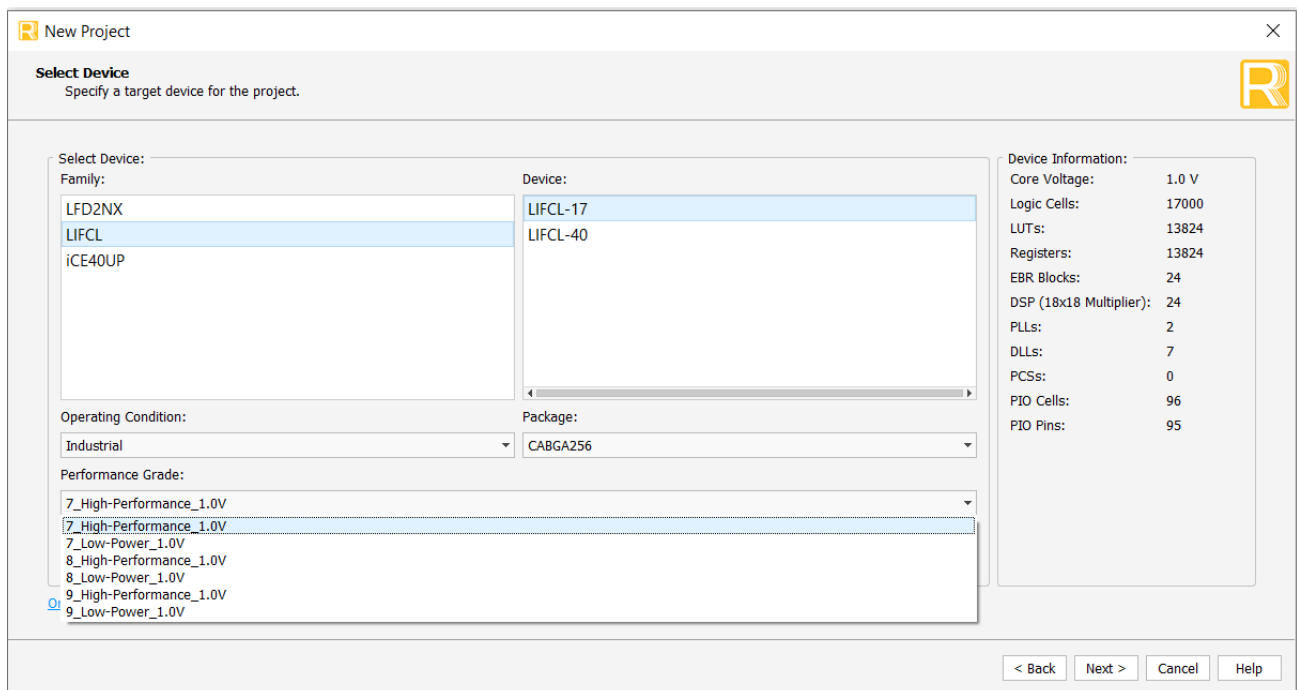 New Project
Select Device
Specify a target device for the project.
Select Device:
Family:
LFD2NX
LIFCL
iCE40UP
Device:
LIFCL-17
LIFCL-40
Operating Condition:
Industrial
Package:
CABGA256
Performance Grade:
7_High-Performance_1.0V
7_High-Performance_1.0V
7_Low-Power_1.0V
8_High-Performance_1.0V
8_Low-Power_1.0V
9_High-Performance_1.0V
9_Low-Power_1.0V
Device Information:
Core Voltage: 1.0 V
Logic Cells: 17000
LUTs: 13824
Registers: 13824
EBR Blocks: 24
DSP (18x18 Multiplier): 24
PLLs: 2
DLLs: 7
PCSs: 0
PIO Cells: 96
PIO Pins: 95
< Back Next > Cancel Help